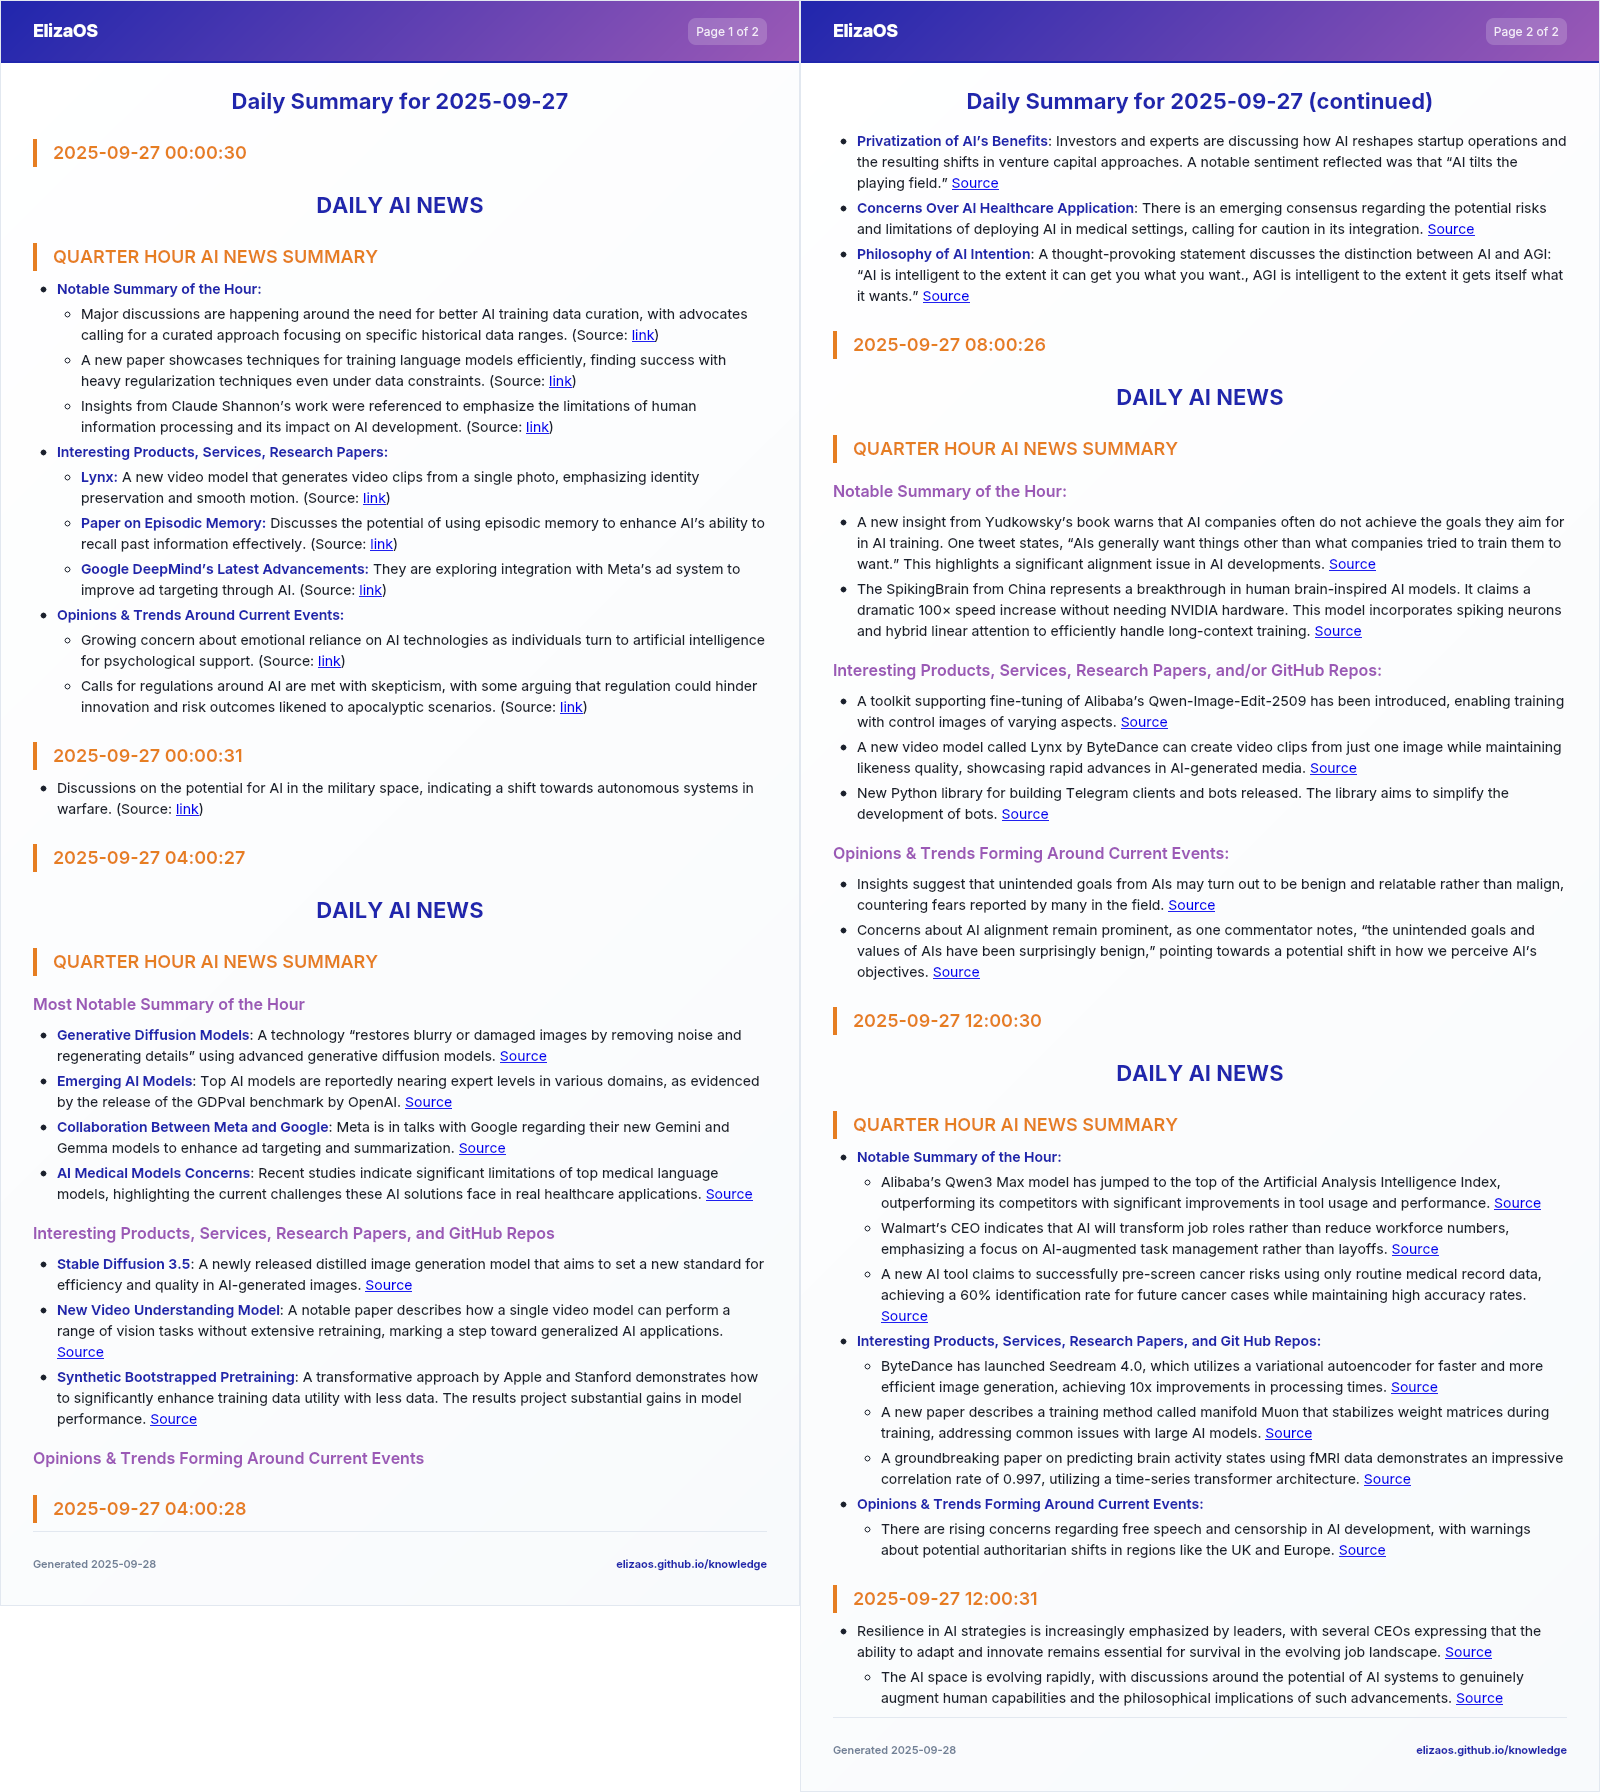 ElizaOS
Page 1 of 2
Daily Summary for 2025-09-27
2025-09-27 00:00:30
DAILY AI NEWS
QUARTER HOUR AI NEWS SUMMARY
Notable Summary of the Hour:
Major discussions are happening around the need for better AI training data curation, with advocates
calling for a curated approach focusing on specific historical data ranges. (Source: link)
A new paper showcases techniques for training language models efficiently, finding success with
heavy regularization techniques even under data constraints. (Source: link)
Insights from Claude Shannon’s work were referenced to emphasize the limitations of human
information processing and its impact on AI development. (Source: link)
Interesting Products, Services, Research Papers:
Lynx: A new video model that generates video clips from a single photo, emphasizing identity
preservation and smooth motion. (Source: link)
Paper on Episodic Memory: Discusses the potential of using episodic memory to enhance AI’s ability to
recall past information effectively. (Source: link)
Google DeepMind’s Latest Advancements: They are exploring integration with Meta’s ad system to
improve ad targeting through AI. (Source: link)
Opinions & Trends Around Current Events:
Growing concern about emotional reliance on AI technologies as individuals turn to artificial intelligence
for psychological support. (Source: link)
Calls for regulations around AI are met with skepticism, with some arguing that regulation could hinder
innovation and risk outcomes likened to apocalyptic scenarios. (Source: link)
2025-09-27 00:00:31
Discussions on the potential for AI in the military space, indicating a shift towards autonomous systems in
warfare. (Source: link)
2025-09-27 04:00:27
DAILY AI NEWS
QUARTER HOUR AI NEWS SUMMARY
Most Notable Summary of the Hour
Generative Diffusion Models: A technology “restores blurry or damaged images by removing noise and
regenerating details” using advanced generative diffusion models. Source
Emerging AI Models: Top AI models are reportedly nearing expert levels in various domains, as evidenced
by the release of the GDPval benchmark by OpenAI. Source
Collaboration Between Meta and Google: Meta is in talks with Google regarding their new Gemini and
Gemma models to enhance ad targeting and summarization. Source
AI Medical Models Concerns: Recent studies indicate significant limitations of top medical language
models, highlighting the current challenges these AI solutions face in real healthcare applications. Source
Interesting Products, Services, Research Papers, and GitHub Repos
Stable Diffusion 3.5: A newly released distilled image generation model that aims to set a new standard for
efficiency and quality in AI-generated images. Source
New Video Understanding Model: A notable paper describes how a single video model can perform a
range of vision tasks without extensive retraining, marking a step toward generalized AI applications.
Source
Synthetic Bootstrapped Pretraining: A transformative approach by Apple and Stanford demonstrates how
to significantly enhance training data utility with less data. The results project substantial gains in model
performance. Source
Opinions & Trends Forming Around Current Events
2025-09-27 04:00:28
Generated 2025-09-28
elizaos.github.io/knowledge
ElizaOS
Page 2 of 2
Daily Summary for 2025-09-27 (continued)
Privatization of AI’s Benefits: Investors and experts are discussing how AI reshapes startup operations and
the resulting shifts in venture capital approaches. A notable sentiment reflected was that “AI tilts the
playing field.” Source
Concerns Over AI Healthcare Application: There is an emerging consensus regarding the potential risks
and limitations of deploying AI in medical settings, calling for caution in its integration. Source
Philosophy of AI Intention: A thought-provoking statement discusses the distinction between AI and AGI:
“AI is intelligent to the extent it can get you what you want., AGI is intelligent to the extent it gets itself what
it wants.” Source
2025-09-27 08:00:26
DAILY AI NEWS
QUARTER HOUR AI NEWS SUMMARY
Notable Summary of the Hour:
A new insight from Yudkowsky’s book warns that AI companies often do not achieve the goals they aim for
in AI training. One tweet states, “AIs generally want things other than what companies tried to train them to
want.” This highlights a significant alignment issue in AI developments. Source
The SpikingBrain from China represents a breakthrough in human brain-inspired AI models. It claims a
dramatic 100× speed increase without needing NVIDIA hardware. This model incorporates spiking neurons
and hybrid linear attention to efficiently handle long-context training. Source
Interesting Products, Services, Research Papers, and/or GitHub Repos:
A toolkit supporting fine-tuning of Alibaba’s Qwen-Image-Edit-2509 has been introduced, enabling training
with control images of varying aspects. Source
A new video model called Lynx by ByteDance can create video clips from just one image while maintaining
likeness quality, showcasing rapid advances in AI-generated media. Source
New Python library for building Telegram clients and bots released. The library aims to simplify the
development of bots. Source
Opinions & Trends Forming Around Current Events:
Insights suggest that unintended goals from AIs may turn out to be benign and relatable rather than malign,
countering fears reported by many in the field. Source
Concerns about AI alignment remain prominent, as one commentator notes, “the unintended goals and
values of AIs have been surprisingly benign,” pointing towards a potential shift in how we perceive AI’s
objectives. Source
2025-09-27 12:00:30
DAILY AI NEWS
QUARTER HOUR AI NEWS SUMMARY
Notable Summary of the Hour:
Alibaba’s Qwen3 Max model has jumped to the top of the Artificial Analysis Intelligence Index,
outperforming its competitors with significant improvements in tool usage and performance. Source
Walmart’s CEO indicates that AI will transform job roles rather than reduce workforce numbers,
emphasizing a focus on AI-augmented task management rather than layoffs. Source
A new AI tool claims to successfully pre-screen cancer risks using only routine medical record data,
achieving a 60% identification rate for future cancer cases while maintaining high accuracy rates.
Source
Interesting Products, Services, Research Papers, and Git Hub Repos:
ByteDance has launched Seedream 4.0, which utilizes a variational autoencoder for faster and more
efficient image generation, achieving 10x improvements in processing times. Source
A new paper describes a training method called manifold Muon that stabilizes weight matrices during
training, addressing common issues with large AI models. Source
A groundbreaking paper on predicting brain activity states using fMRI data demonstrates an impressive
correlation rate of 0.997, utilizing a time-series transformer architecture. Source
Opinions & Trends Forming Around Current Events:
There are rising concerns regarding free speech and censorship in AI development, with warnings
about potential authoritarian shifts in regions like the UK and Europe. Source
2025-09-27 12:00:31
Resilience in AI strategies is increasingly emphasized by leaders, with several CEOs expressing that the
ability to adapt and innovate remains essential for survival in the evolving job landscape. Source
The AI space is evolving rapidly, with discussions around the potential of AI systems to genuinely
augment human capabilities and the philosophical implications of such advancements. Source
Generated 2025-09-28
elizaos.github.io/knowledge